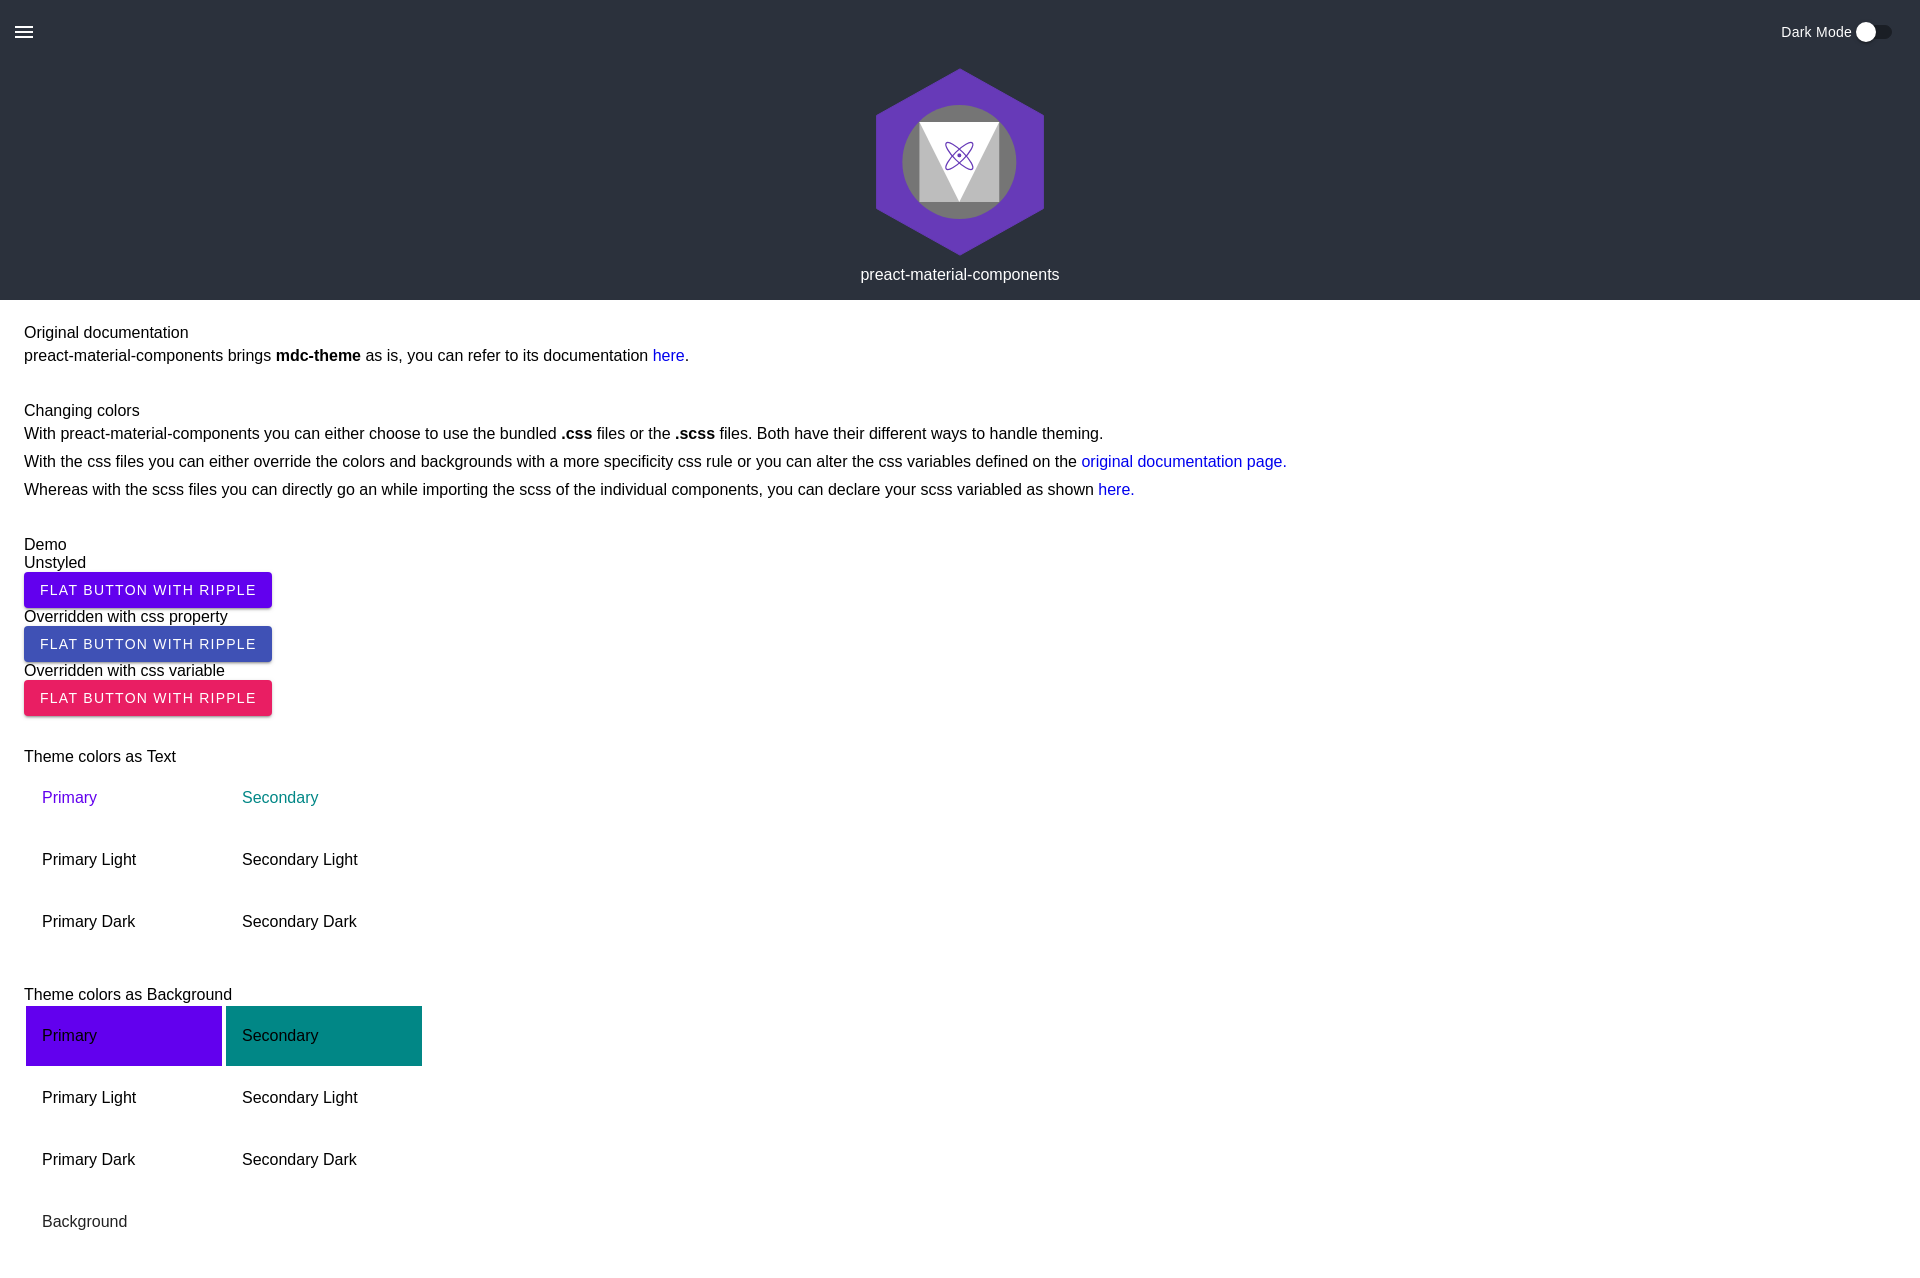 Dark Mode
preact-material-components
Original documentation
preact-material-components brings mdc-theme as is, you can refer to its documentation here.
Changing colors
With preact-material-components you can either choose to use the bundled .css files or the .scss files. Both have their different ways to handle theming.
With the css files you can either override the colors and backgrounds with a more specificity css rule or you can alter the css variables defined on the original documentation page.
Whereas with the scss files you can directly go an while importing the scss of the individual components, you can declare your scss variabled as shown here.
Demo
Unstyled
FLAT BUTTON WITH RIPPLE
Overridden with css property
FLAT BUTTON WITH RIPPLE
Overridden with css variable
FLAT BUTTON WITH RIPPLE
Theme colors as Text
Primary Secondary
Primary Light Secondary Light
Primary Dark Secondary Dark
Theme colors as Background
Primary Secondary
Primary Light Secondary Light
Primary Dark Secondary Dark
Background